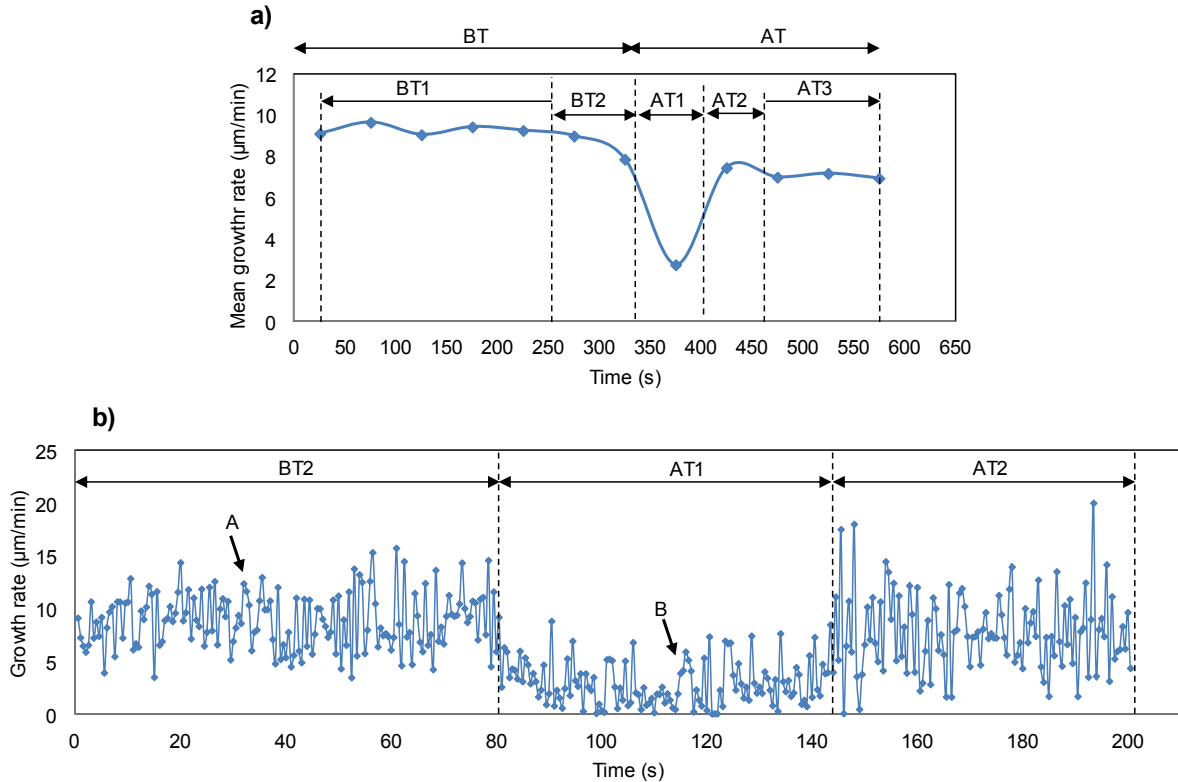 a)
BT AT
BT1 BT2 AT1 AT2 AT3
Mean growthr rate (µm/min)
12
10
8
6
4
2
0
0 50 100 150 200 250 300 350 400 450 500 550 600 650
Time (s)
b)
BT2 AT1 AT2
A
B
Growth rate (µm/min)
25
20
15
10
5
0
0 20 40 60 80 100 120 140 160 180 200
Time (s)